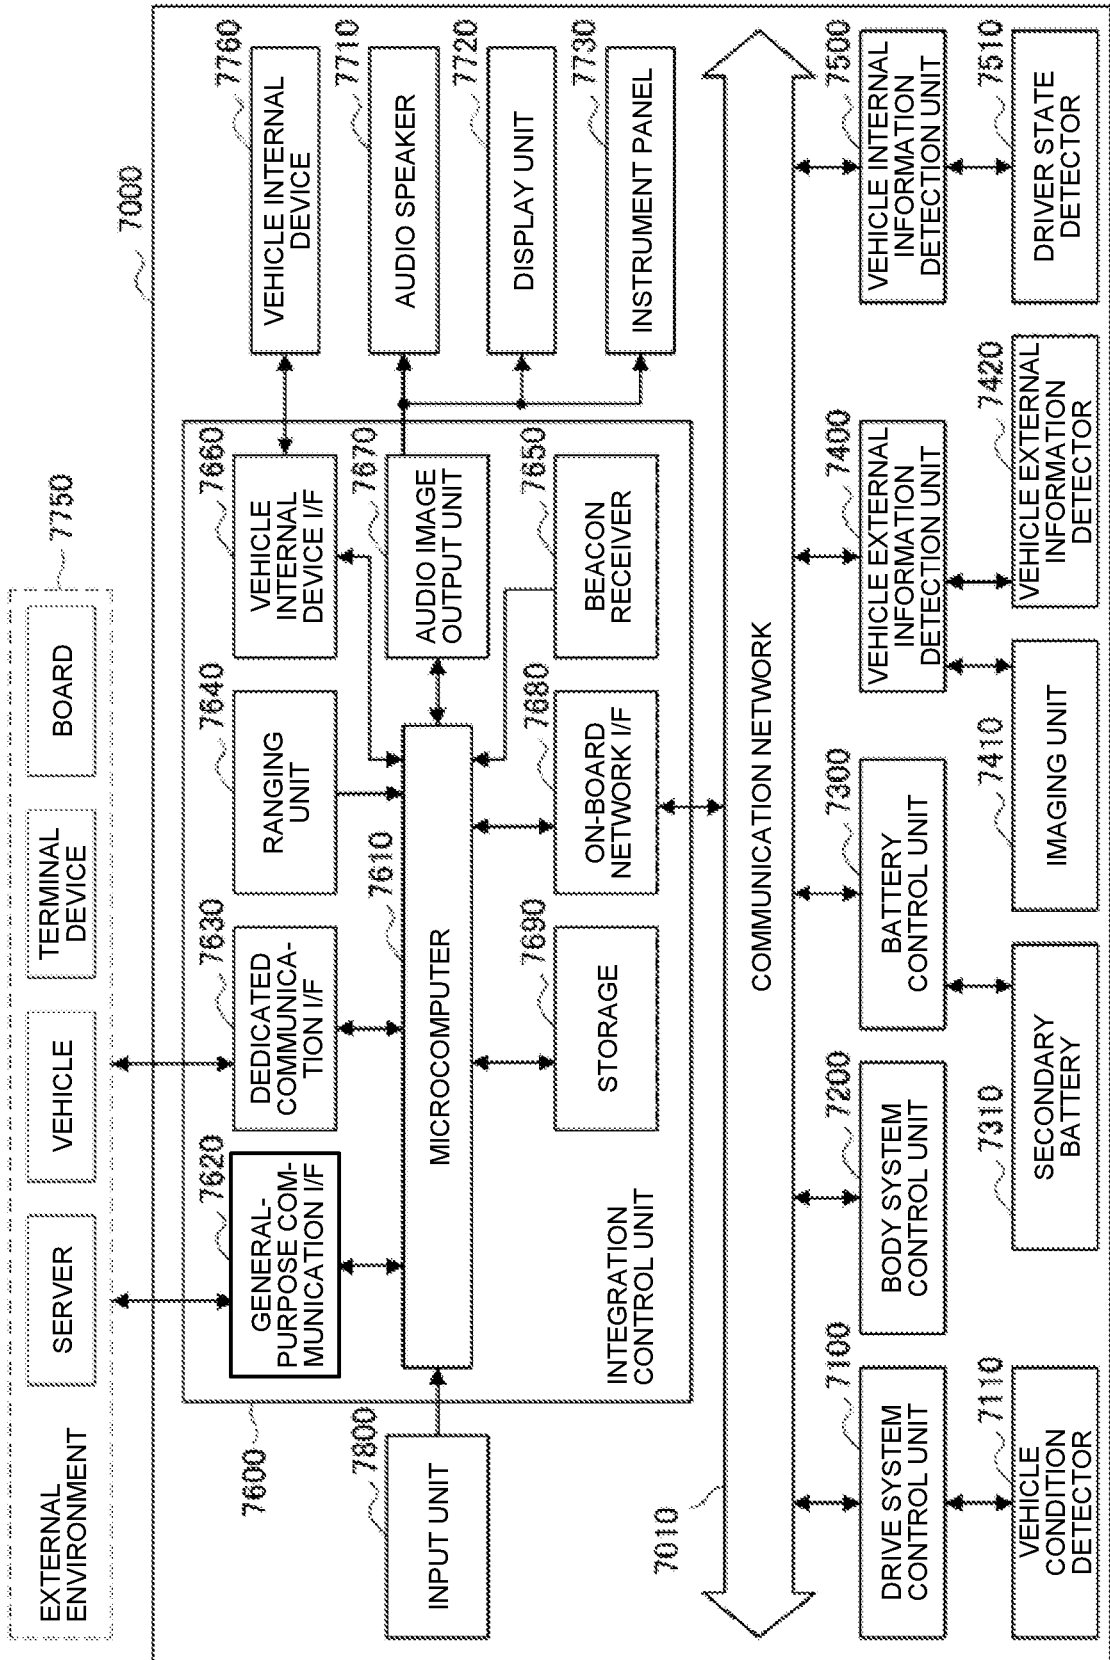 7000
EXTERNAL
ENVIRONMENT
SERVER
VEHICLE
TERMINAL
DEVICE
BOARD
7750
7600
7620
GENERAL-
PURPOSE COM-
MUNICATION I/F
7630
DEDICATED
COMMUNICA-
TION I/F
7640
RANGING
UNIT
7660
VEHICLE
INTERNAL
DEVICE I/F
7760
VEHICLE INTERNAL
DEVICE
7800
INPUT UNIT
7610
MICROCOMPUTER
7670
AUDIO IMAGE
OUTPUT UNIT
7710
AUDIO SPEAKER
7720
DISPLAY UNIT
7730
INSTRUMENT PANEL
INTEGRATION
CONTROL UNIT
7690
STORAGE
7680
ON-BOARD
NETWORK I/F
7650
BEACON
RECEIVER
7010
COMMUNICATION NETWORK
7100
DRIVE SYSTEM
CONTROL UNIT
7200
BODY SYSTEM
CONTROL UNIT
7300
BATTERY
CONTROL UNIT
7400
VEHICLE EXTERNAL
INFORMATION
DETECTION UNIT
7500
VEHICLE INTERNAL
INFORMATION
DETECTION UNIT
7110
VEHICLE
CONDITION
DETECTOR
7310
SECONDARY
BATTERY
7410
IMAGING UNIT
7420
VEHICLE EXTERNAL
INFORMATION
DETECTOR
7510
DRIVER STATE
DETECTOR